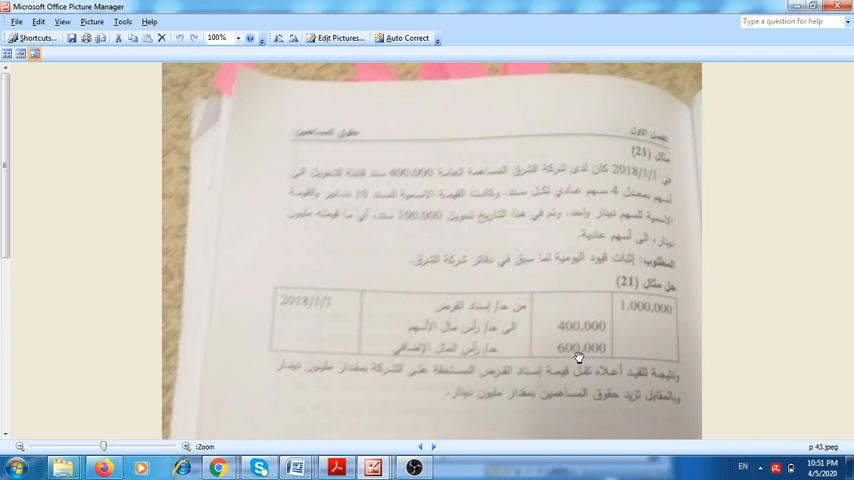 Microsoft Office Picture Manager
File Edit View Picture Tools Help
Type a question for help
Shortcuts... 100% Edit Pictures... Auto Correct
الفصل الأول حقوق المساهمين
مثال (21)
في 2018/1/1 كان لدى شركة الشرق المساهمة العامة 400.000 سند قابلة للتحويل الى
أسهم بمعدل 4 سهم عادي لكل سند. وكانت القيمة الاسمية للسند 10 دنانير والقيمة
الاسمية للسهم دينار واحد. وتم في هذا التاريخ تحويل 100.000 سند، أي ما قيمته مليون
دينار، الى أسهم عادية.
المطلوب: إثبات قيود اليومية لما سبق في دفاتر شركة الشرق.
حل مثال (21)
1.000.000 من حـ/ إسناد القرض 2018/1/1
400.000 الى حـ/ رأس مال الأسهم
600.000 حـ/ رأس المال الإضافي
ونتيجة للقيد أعلاه تقل قيمة إسناد القرض المستحقة على الشركة بمقدار مليون دينار
وبالمقابل تزيد حقوق المساهمين بمقدار مليون دينار.
Zoom:
p 43.jpeg
EN
10:51 PM
4/5/2020